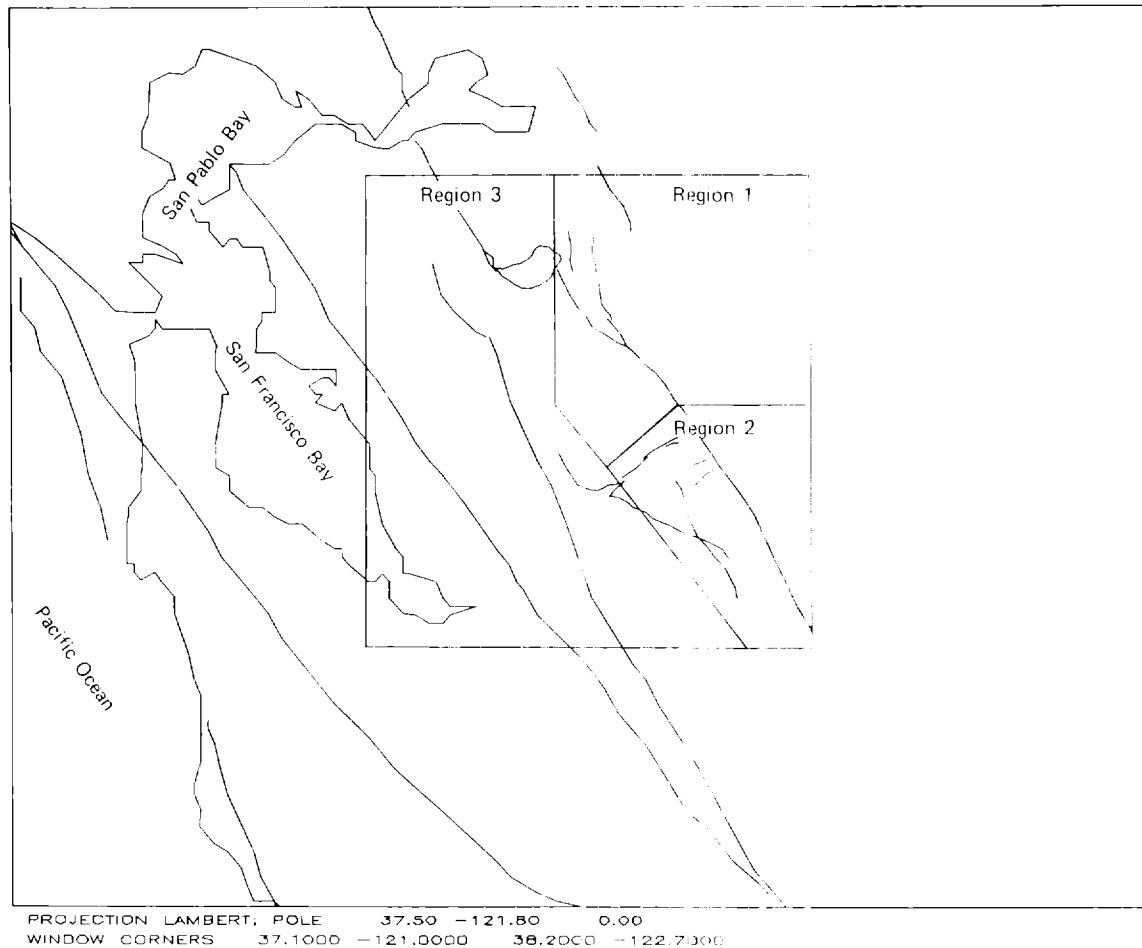 San Pablo Bay
Region 3
Region 1
San Francisco Bay
Region 2
Pacific Ocean
PROJECTION LAMBERT; POLE 37.50 -121.80 0.00
WINDOW CORNERS 37.1000 -121.0000 38.2000 -122.7000